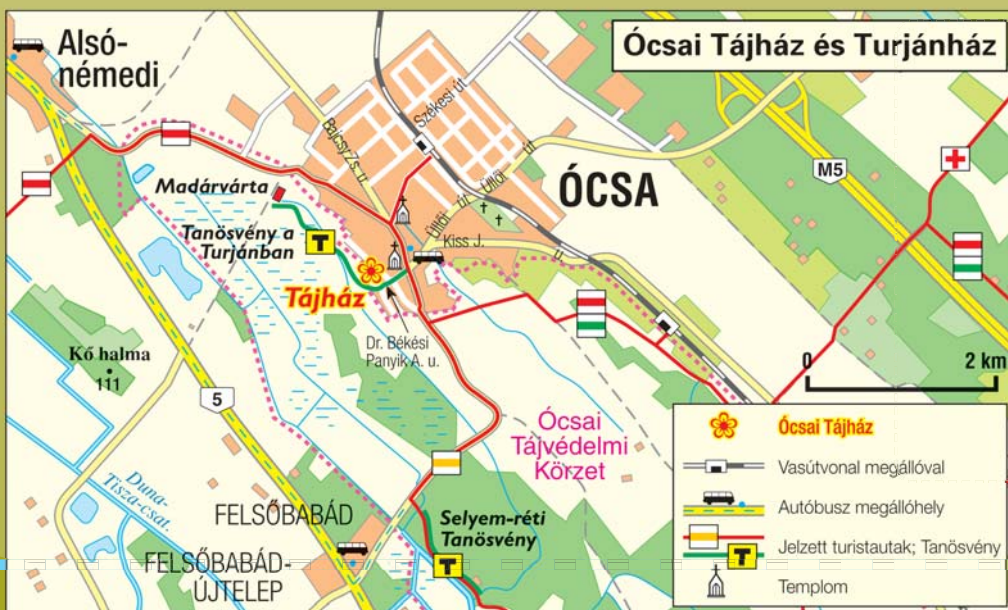 Ócsai Tájház és Turjánház
Alsó-
némedi
Bajcsy Zs. u.
Székesi út
Üllői út
Üllői út
ÓCSA
M5
Madárvárta
Tanösvény a
Turjánban
T
Kiss J.
u.
Tájház
Dr. Békési
Panyik A. u.
Kő halma
111
5
0 2 km
Ócsai
Tájvédelmi
Körzet
Duna-
Tisza-csat.
FELSŐBABÁD
Selyem-réti
Tanösvény
T
FELSŐBABÁD-
ÚJTELEP
Ócsai Tájház
Vasútvonal megállóval
Autóbusz megállóhely
Jelzett turistautak; Tanösvény
T
Templom